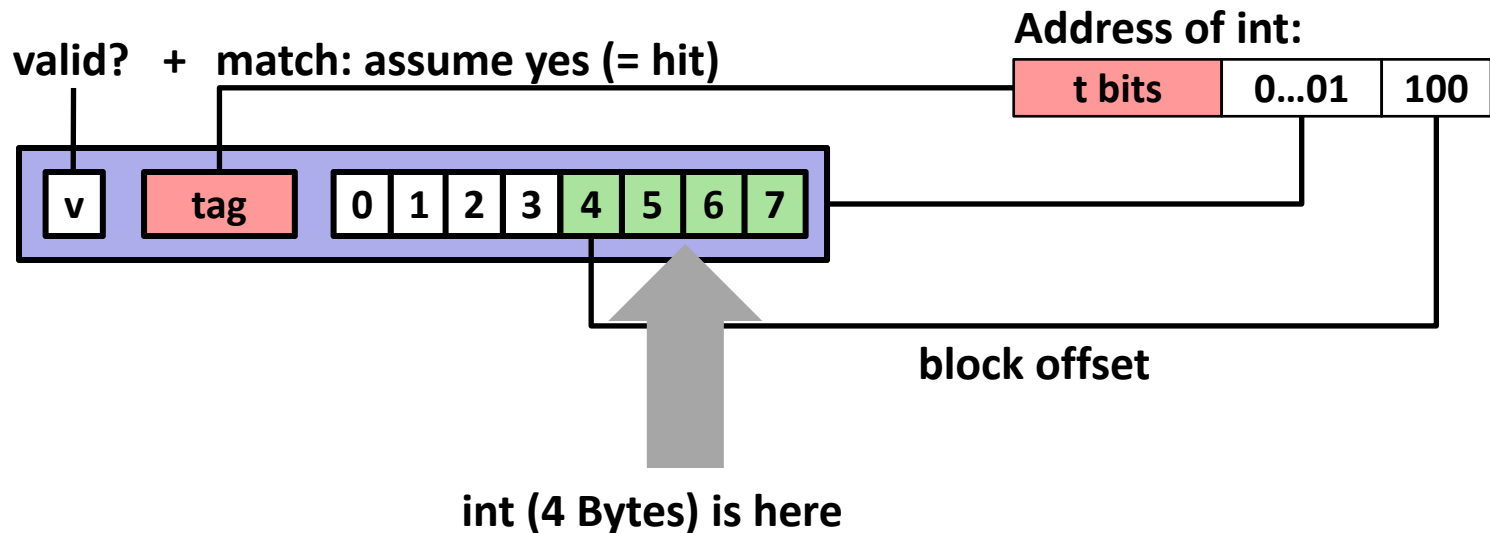 Address of int:
valid? + match: assume yes (= hit)
t bits 0...01 100
v tag 0 1 2 3 4 5 6 7
block offset
int (4 Bytes) is here